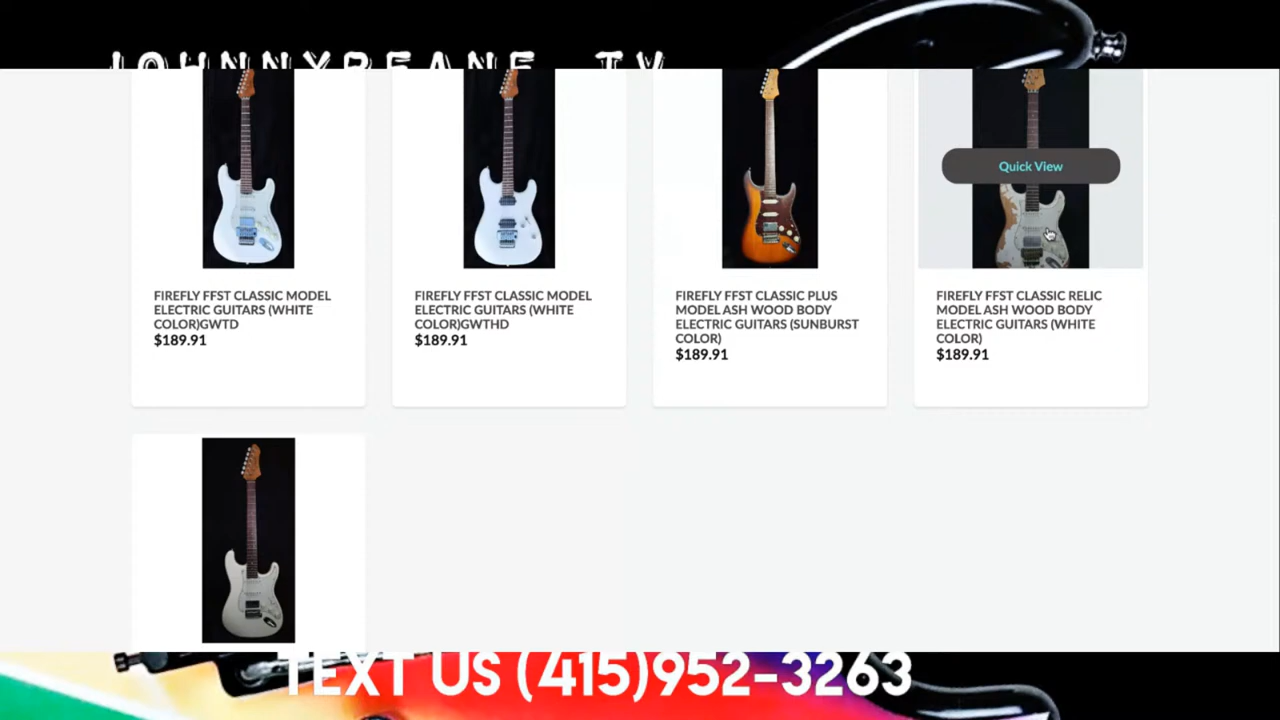 JOHNNYBEANE TV
Quick View
FIREFLY FFST CLASSIC MODEL
ELECTRIC GUITARS (WHITE
COLOR)GWTD
$189.91
FIREFLY FFST CLASSIC MODEL
ELECTRIC GUITARS (WHITE
COLOR)GWTHD
$189.91
FIREFLY FFST CLASSIC PLUS
MODEL ASH WOOD BODY
ELECTRIC GUITARS (SUNBURST
COLOR)
$189.91
FIREFLY FFST CLASSIC RELIC
MODEL ASH WOOD BODY
ELECTRIC GUITARS (WHITE
COLOR)
$189.91
TEXT US (415)952-3263